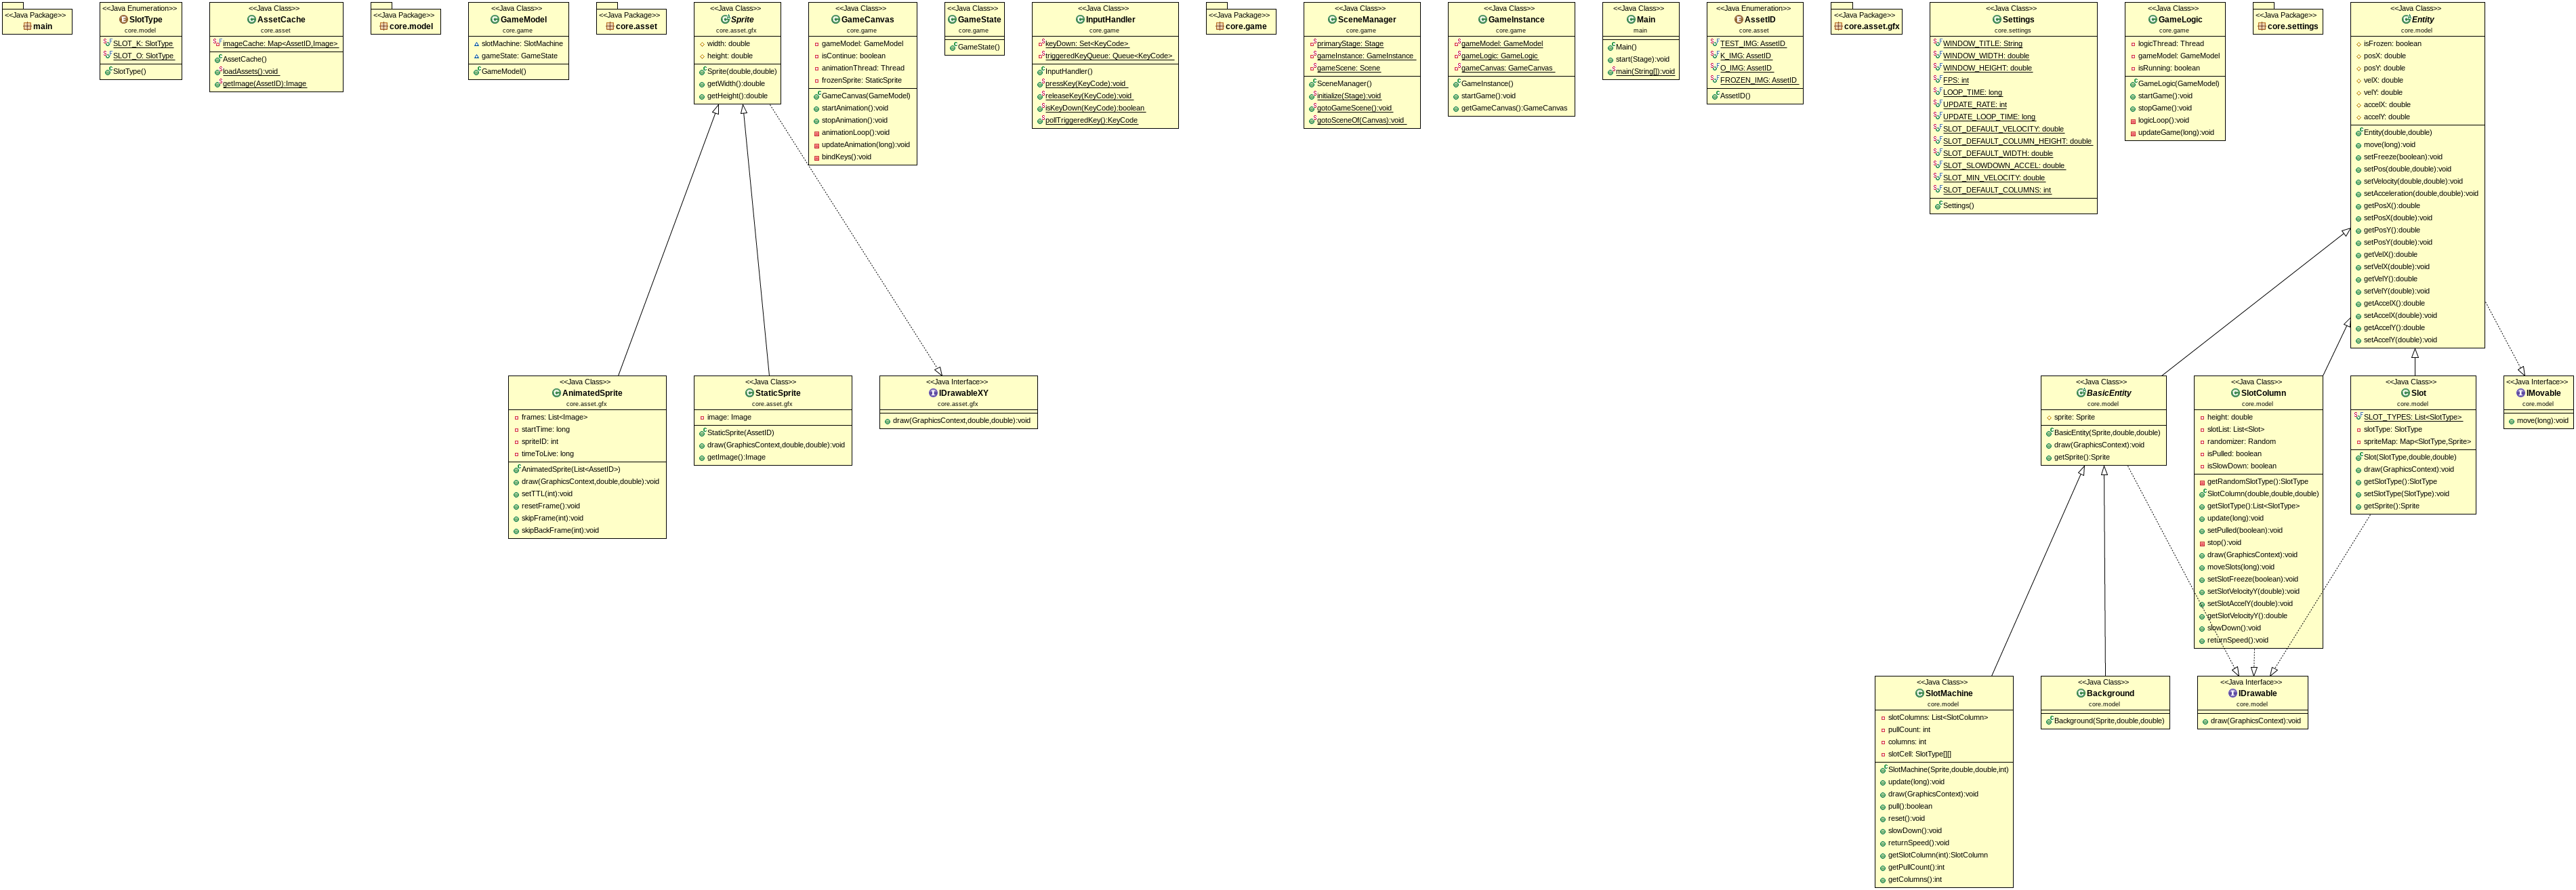 <<Java Package>>
main
<<Java Enumeration>>
SlotType
core.model
SLOT_K: SlotType
SLOT_O: SlotType
SlotType()
<<Java Class>>
AssetCache
core.asset
imageCache: Map<AssetID,Image>
AssetCache()
loadAssets():void
getImage(AssetID):Image
<<Java Package>>
core.model
<<Java Class>>
GameModel
core.game
slotMachine: SlotMachine
gameState: GameState
GameModel()
<<Java Package>>
core.asset
<<Java Class>>
Sprite
core.asset.gfx
width: double
height: double
Sprite(double,double)
getWidth():double
getHeight():double
<<Java Class>>
GameCanvas
core.game
gameModel: GameModel
isContinue: boolean
animationThread: Thread
frozenSprite: StaticSprite
GameCanvas(GameModel)
startAnimation():void
stopAnimation():void
animationLoop():void
updateAnimation(long):void
bindKeys():void
<<Java Class>>
GameState
core.game
GameState()
<<Java Class>>
InputHandler
core.game
keyDown: Set<KeyCode>
triggeredKeyQueue: Queue<KeyCode>
InputHandler()
pressKey(KeyCode):void
releaseKey(KeyCode):void
isKeyDown(KeyCode):boolean
pollTriggeredKey():KeyCode
<<Java Package>>
core.game
<<Java Class>>
SceneManager
core.game
primaryStage: Stage
gameInstance: GameInstance
gameScene: Scene
SceneManager()
initialize(Stage):void
gotoGameScene():void
gotoSceneOf(Canvas):void
<<Java Class>>
GameInstance
core.game
gameModel: GameModel
gameLogic: GameLogic
gameCanvas: GameCanvas
GameInstance()
startGame():void
getGameCanvas():GameCanvas
<<Java Class>>
Main
main
Main()
start(Stage):void
main(String[]):void
<<Java Enumeration>>
AssetID
core.asset
TEST_IMG: AssetID
K_IMG: AssetID
O_IMG: AssetID
FROZEN_IMG: AssetID
AssetID()
<<Java Package>>
core.asset.gfx
<<Java Class>>
Settings
core.settings
WINDOW_TITLE: String
WINDOW_WIDTH: double
WINDOW_HEIGHT: double
FPS: int
LOOP_TIME: long
UPDATE_RATE: int
UPDATE_LOOP_TIME: long
SLOT_DEFAULT_VELOCITY: double
SLOT_DEFAULT_COLUMN_HEIGHT: double
SLOT_DEFAULT_WIDTH: double
SLOT_SLOWDOWN_ACCEL: double
SLOT_MIN_VELOCITY: double
SLOT_DEFAULT_COLUMNS: int
Settings()
<<Java Class>>
GameLogic
core.game
logicThread: Thread
gameModel: GameModel
isRunning: boolean
GameLogic(GameModel)
startGame():void
stopGame():void
logicLoop():void
updateGame(long):void
<<Java Package>>
core.settings
<<Java Class>>
Entity
core.model
isFrozen: boolean
posX: double
posY: double
velX: double
velY: double
accelX: double
accelY: double
Entity(double,double)
move(long):void
setFreeze(boolean):void
setPos(double,double):void
setVelocity(double,double):void
setAcceleration(double,double):void
getPosX():double
setPosX(double):void
getPosY():double
setPosY(double):void
getVelX():double
setVelX(double):void
getVelY():double
setVelY(double):void
getAccelX():double
setAccelX(double):void
getAccelY():double
setAccelY(double):void
<<Java Class>>
AnimatedSprite
core.asset.gfx
frames: List<Image>
startTime: long
spriteID: int
timeToLive: long
AnimatedSprite(List<AssetID>)
draw(GraphicsContext,double,double):void
setTTL(int):void
resetFrame():void
skipFrame(int):void
skipBackFrame(int):void
<<Java Class>>
StaticSprite
core.asset.gfx
image: Image
StaticSprite(AssetID)
draw(GraphicsContext,double,double):void
getImage():Image
<<Java Interface>>
IDrawableXY
core.asset.gfx
draw(GraphicsContext,double,double):void
<<Java Class>>
BasicEntity
core.model
sprite: Sprite
BasicEntity(Sprite,double,double)
draw(GraphicsContext):void
getSprite():Sprite
<<Java Class>>
SlotColumn
core.model
height: double
slotList: List<Slot>
randomizer: Random
isPulled: boolean
isSlowDown: boolean
getRandomSlotType():SlotType
SlotColumn(double,double,double)
getSlotType():List<SlotType>
update(long):void
setPulled(boolean):void
stop():void
draw(GraphicsContext):void
moveSlots(long):void
setSlotFreeze(boolean):void
setSlotVelocityY(double):void
setSlotAccelY(double):void
getSlotVelocityY():double
slowDown():void
returnSpeed():void
<<Java Class>>
Slot
core.model
SLOT_TYPES: List<SlotType>
slotType: SlotType
spriteMap: Map<SlotType,Sprite>
Slot(SlotType,double,double)
draw(GraphicsContext):void
getSlotType():SlotType
setSlotType(SlotType):void
getSprite():Sprite
<<Java Interface>>
IMovable
core.model
move(long):void
<<Java Class>>
SlotMachine
core.model
slotColumns: List<SlotColumn>
pullCount: int
columns: int
slotCell: SlotType[][]
SlotMachine(Sprite,double,double,int)
update(long):void
draw(GraphicsContext):void
pull():boolean
reset():void
slowDown():void
returnSpeed():void
getSlotColumn(int):SlotColumn
getPullCount():int
getColumns():int
<<Java Class>>
Background
core.model
Background(Sprite,double,double)
<<Java Interface>>
IDrawable
core.model
draw(GraphicsContext):void